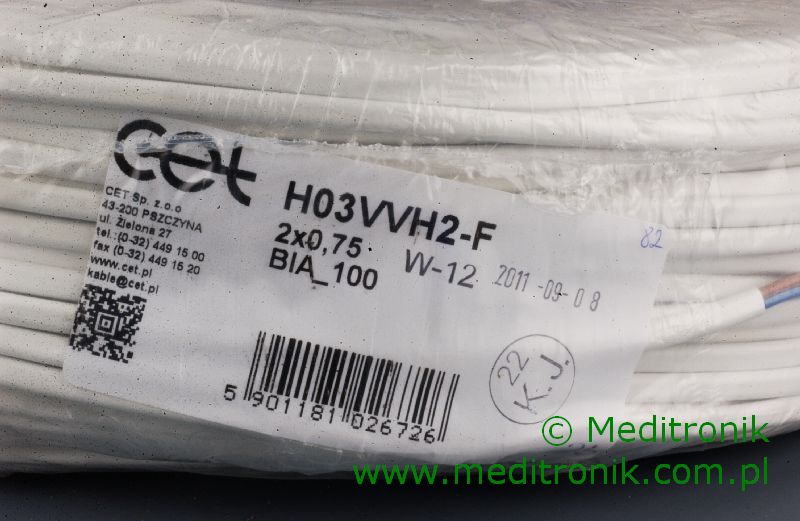 cet
CET Sp. z.o.o
43-200 PSZCZYNA
ul. Zielona 27
tel.:(0-32) 449 15 00
fax (0-32) 449 15 20
www.cet.pl
kable@cet.pl
H03VVH2-F
2x0,75
BIA_100
W-12
2011-09-08
82
22
K.J.
5 901181 026726
© Meditronik
www.meditronik.com.pl